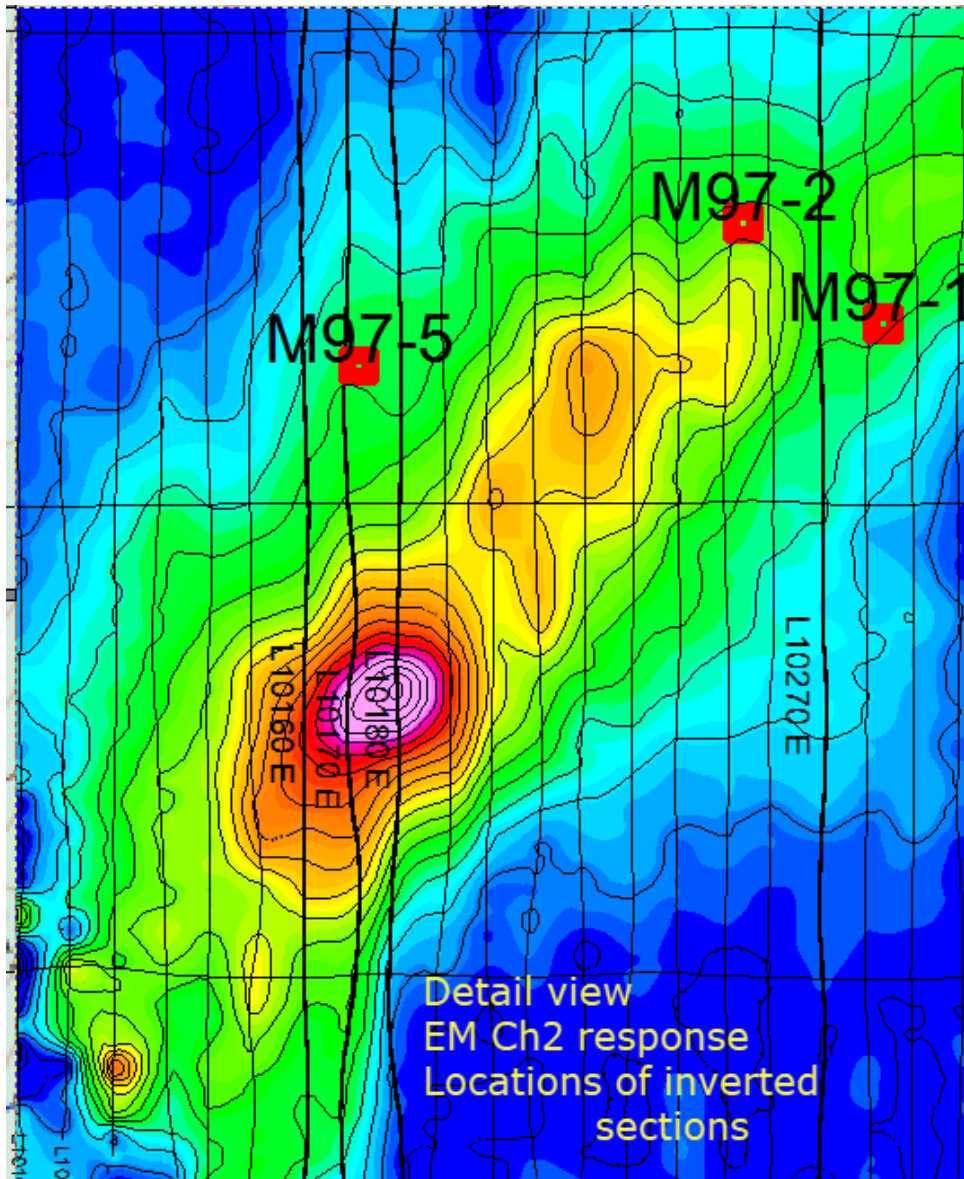 M97-2
M97-1
M97-5
L10160E
L10170E
L10180E
L10270E
Detail view
EM Ch2 response
Locations of inverted
sections